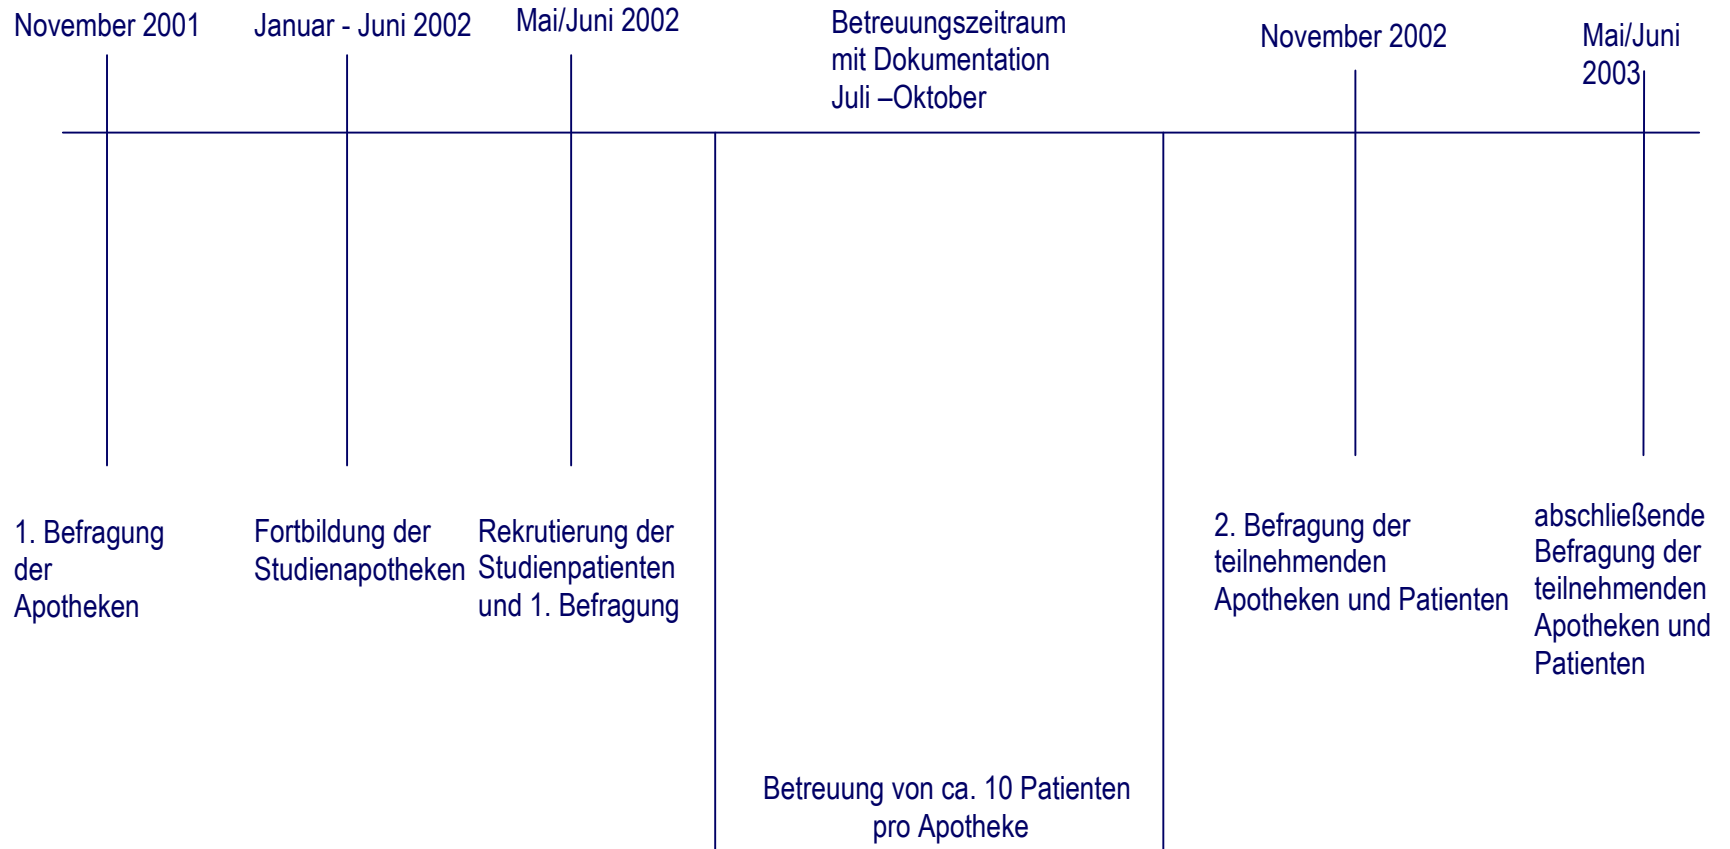 November 2001
Januar - Juni 2002
Mai/Juni 2002
Betreuungszeitraum
mit Dokumentation
Juli –Oktober
November 2002
Mai/Juni
2003
1. Befragung
der
Apotheken
Fortbildung der
Studienapotheken
Rekrutierung der
Studienpatienten
und 1. Befragung
2. Befragung der
teilnehmenden
Apotheken und Patienten
abschließende
Befragung der
teilnehmenden
Apotheken und
Patienten
Betreuung von ca. 10 Patienten
pro Apotheke